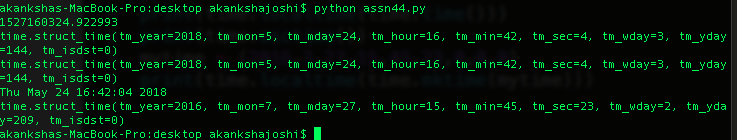 akankshas-MacBook-Pro:desktop akankshajoshi$ python assn44.py
1527160324.922993
time.struct_time(tm_year=2018, tm_mon=5, tm_mday=24, tm_hour=16, tm_min=42, tm_sec=4, tm_wday=3, tm_yday
=144, tm_isdst=0)
time.struct_time(tm_year=2018, tm_mon=5, tm_mday=24, tm_hour=16, tm_min=42, tm_sec=4, tm_wday=3, tm_yday
=144, tm_isdst=0)
Thu May 24 16:42:04 2018
time.struct_time(tm_year=2016, tm_mon=7, tm_mday=27, tm_hour=15, tm_min=45, tm_sec=23, tm_wday=2, tm_yd
ay=209, tm_isdst=0)
akankshas-MacBook-Pro:desktop akankshajoshi$